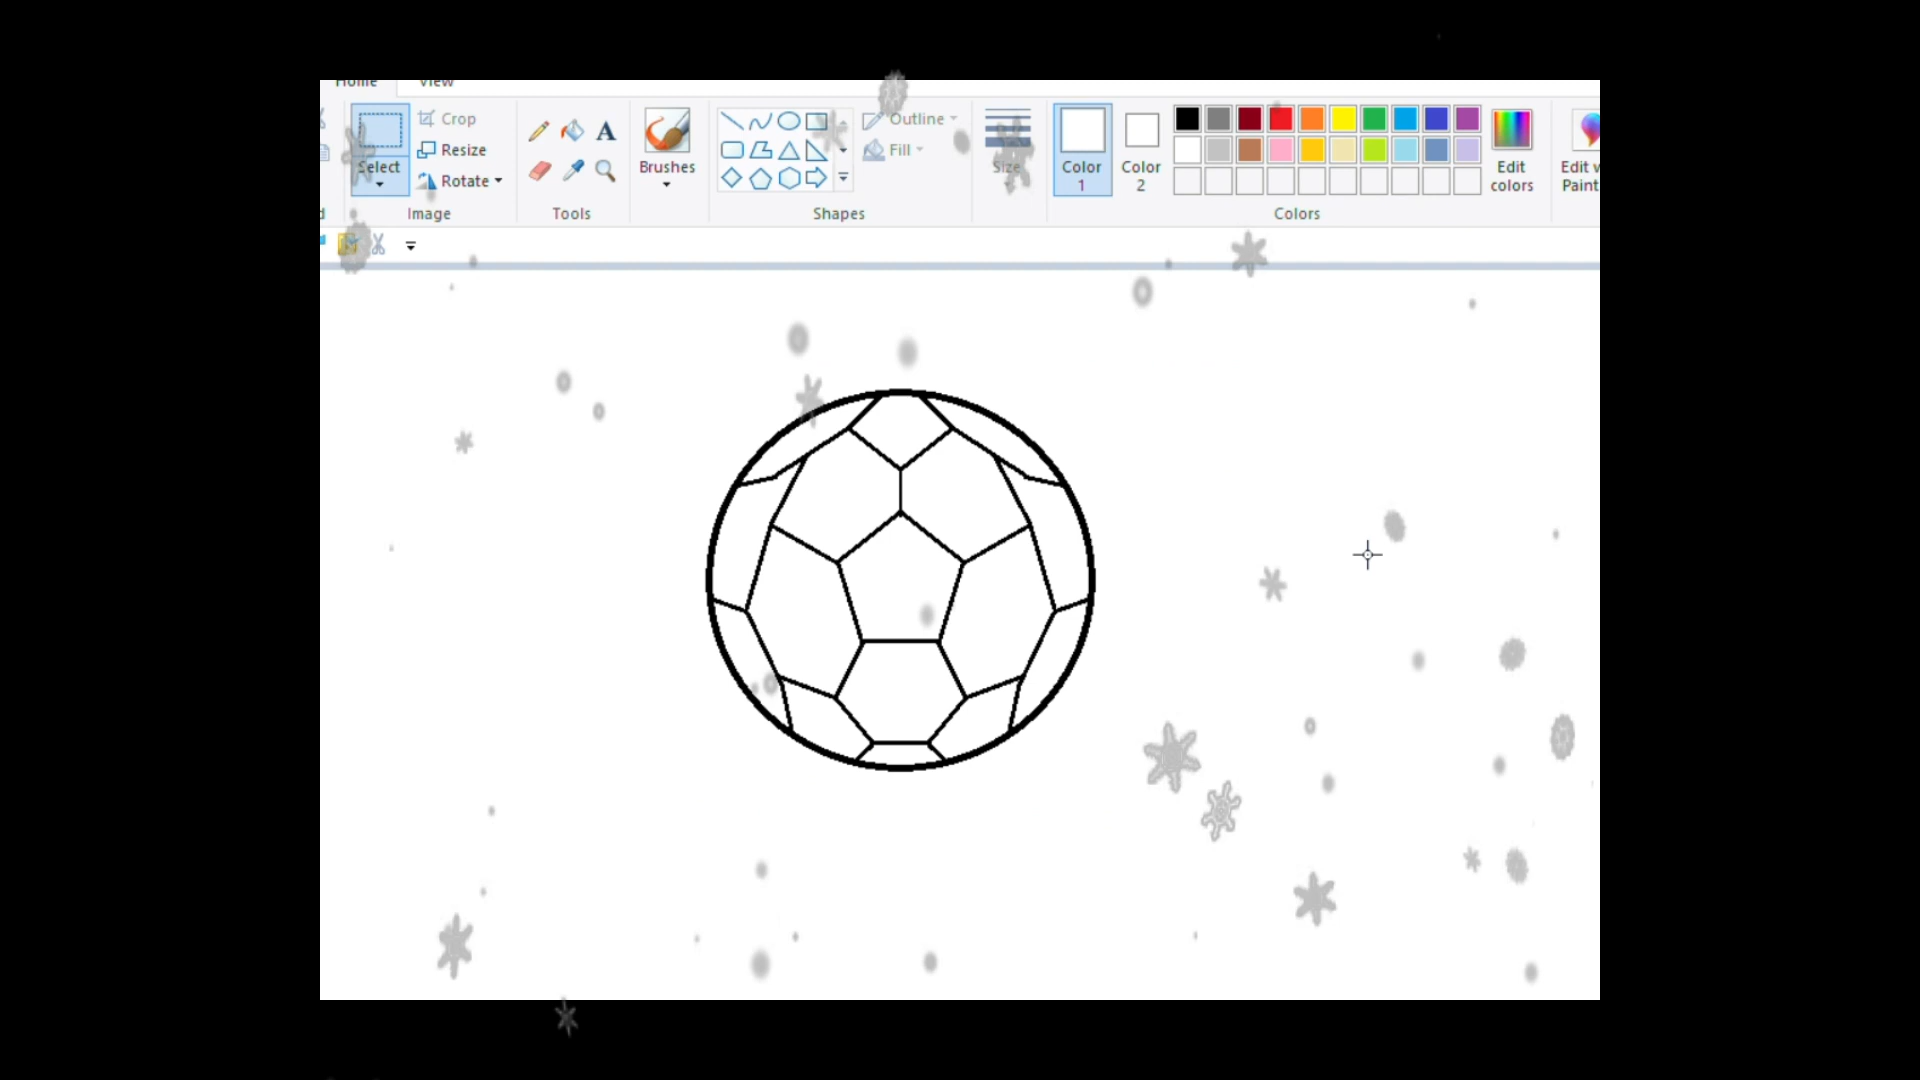 Home View
Crop
Resize
Rotate
Select
Image
A
Tools
Brushes
Shapes
Outline
Fill
Size
Color
1
Color
2
Colors
Edit
colors
Edit
Paint